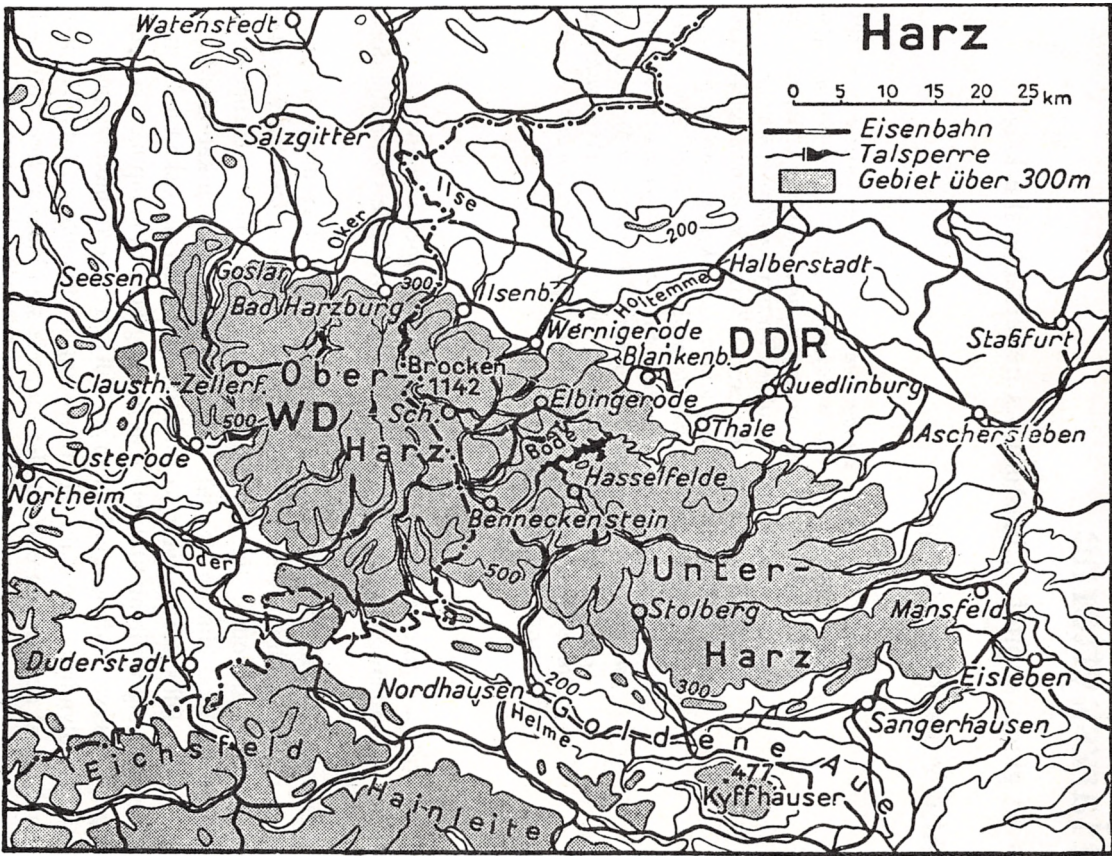 Harz
0 5 10 15 20 25 km
Eisenbahn
Talsperre
Gebiet über 300m
Watenstedt
Salzgitter
Ilse
Oker
200
Seesen
Goslar
300
Ilsenb.
Holtemme
Halberstadt
Bad Harzburg
Wernigerode
Staßfurt
Blankenb.
DDR
Clausth.-Zellerf.
Ober-
Brocken
1142
Quedlinburg
Elbingerode
500
WD
Sch.
Thale
Aschersleben
Osterode
Harz
Bode
Hasselfelde
Northeim
Benneckenstein
Oder
500
Unter-
Stolberg
Mansfeld
Duderstadt
Harz
Nordhausen
200
300
Eisleben
Helme
Goldene Aue
Sangerhausen
Eichsfeld
477
Kyffhäuser
Hainleite